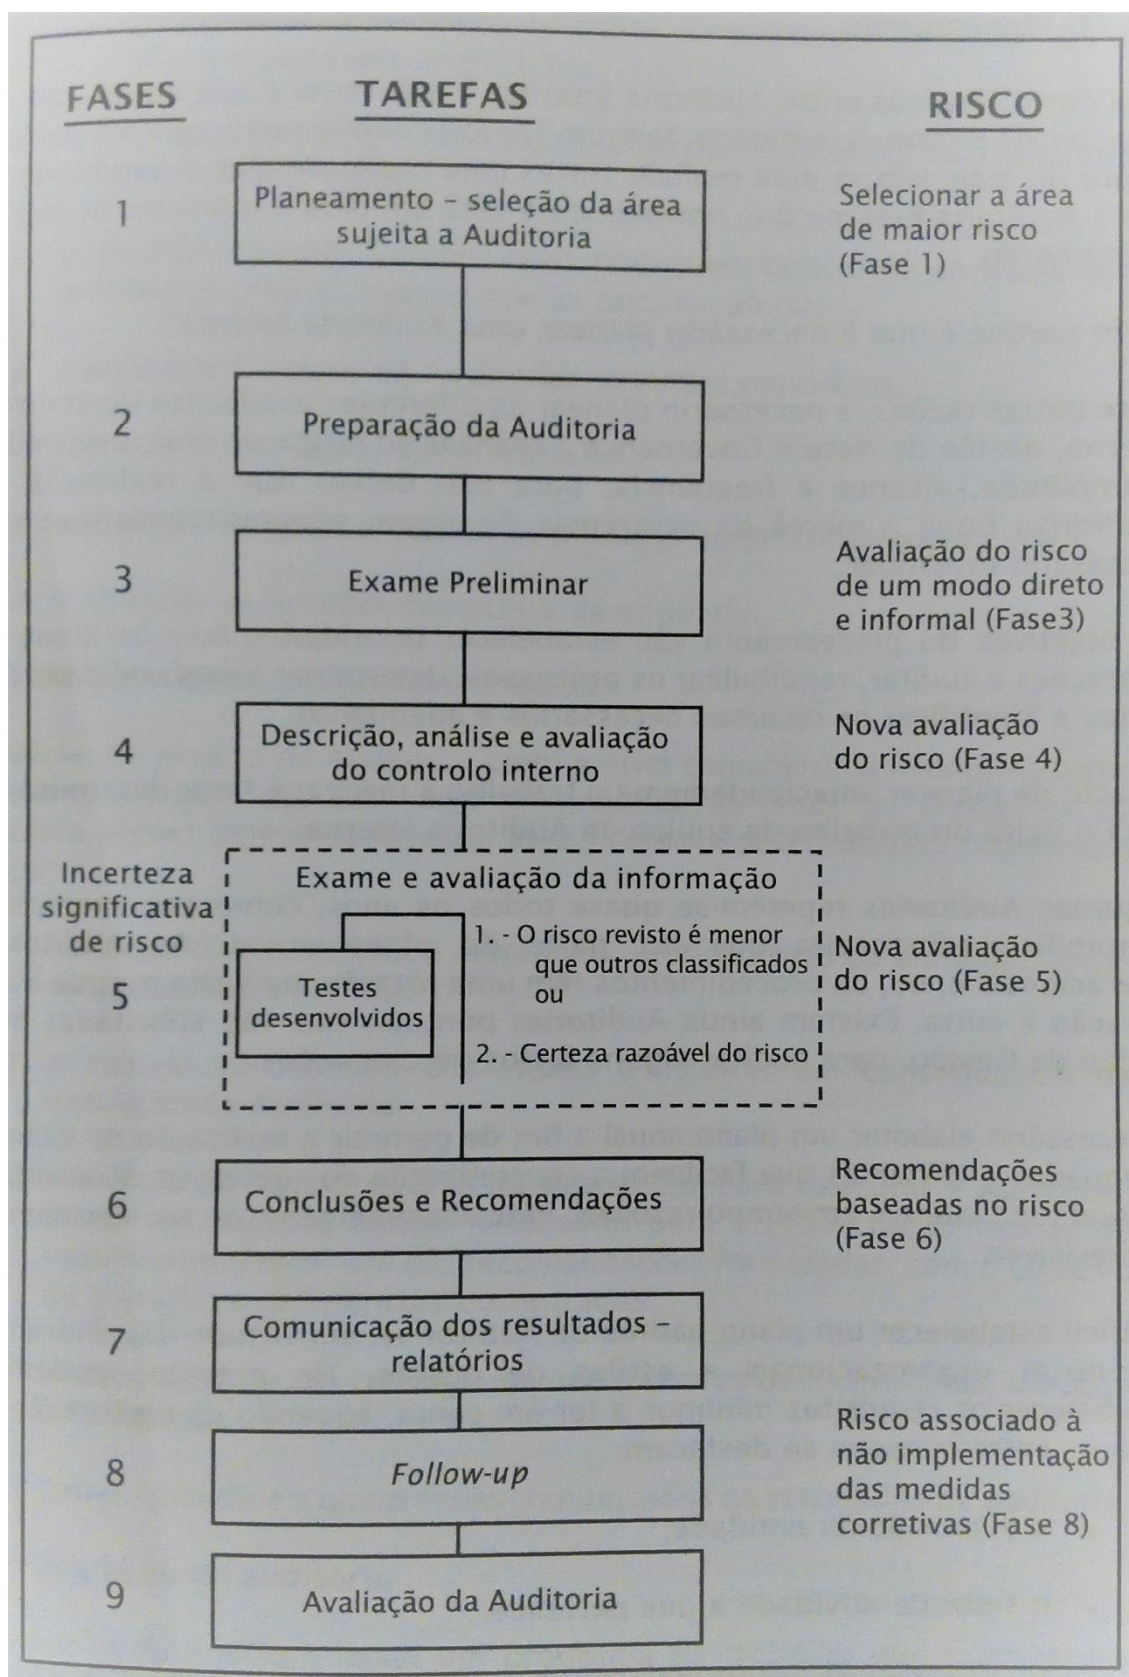 FASES
TAREFAS
RISCO
1
Planeamento – seleção da área
sujeita a Auditoria
Selecionar a área
de maior risco
(Fase 1)
2
Preparação da Auditoria
3
Exame Preliminar
Avaliação do risco
de um modo direto
e informal (Fase3)
4
Descrição, análise e avaliação
do controlo interno
Nova avaliação
do risco (Fase 4)
Incerteza
significativa
de risco
5
Exame e avaliação da informação
Testes
desenvolvidos
1. - O risco revisto é menor
que outros classificados
ou
2. - Certeza razoável do risco
Nova avaliação
do risco (Fase 5)
6
Conclusões e Recomendações
Recomendações
baseadas no risco
(Fase 6)
7
Comunicação dos resultados –
relatórios
8
Follow-up
Risco associado à
não implementação
das medidas
corretivas (Fase 8)
9
Avaliação da Auditoria